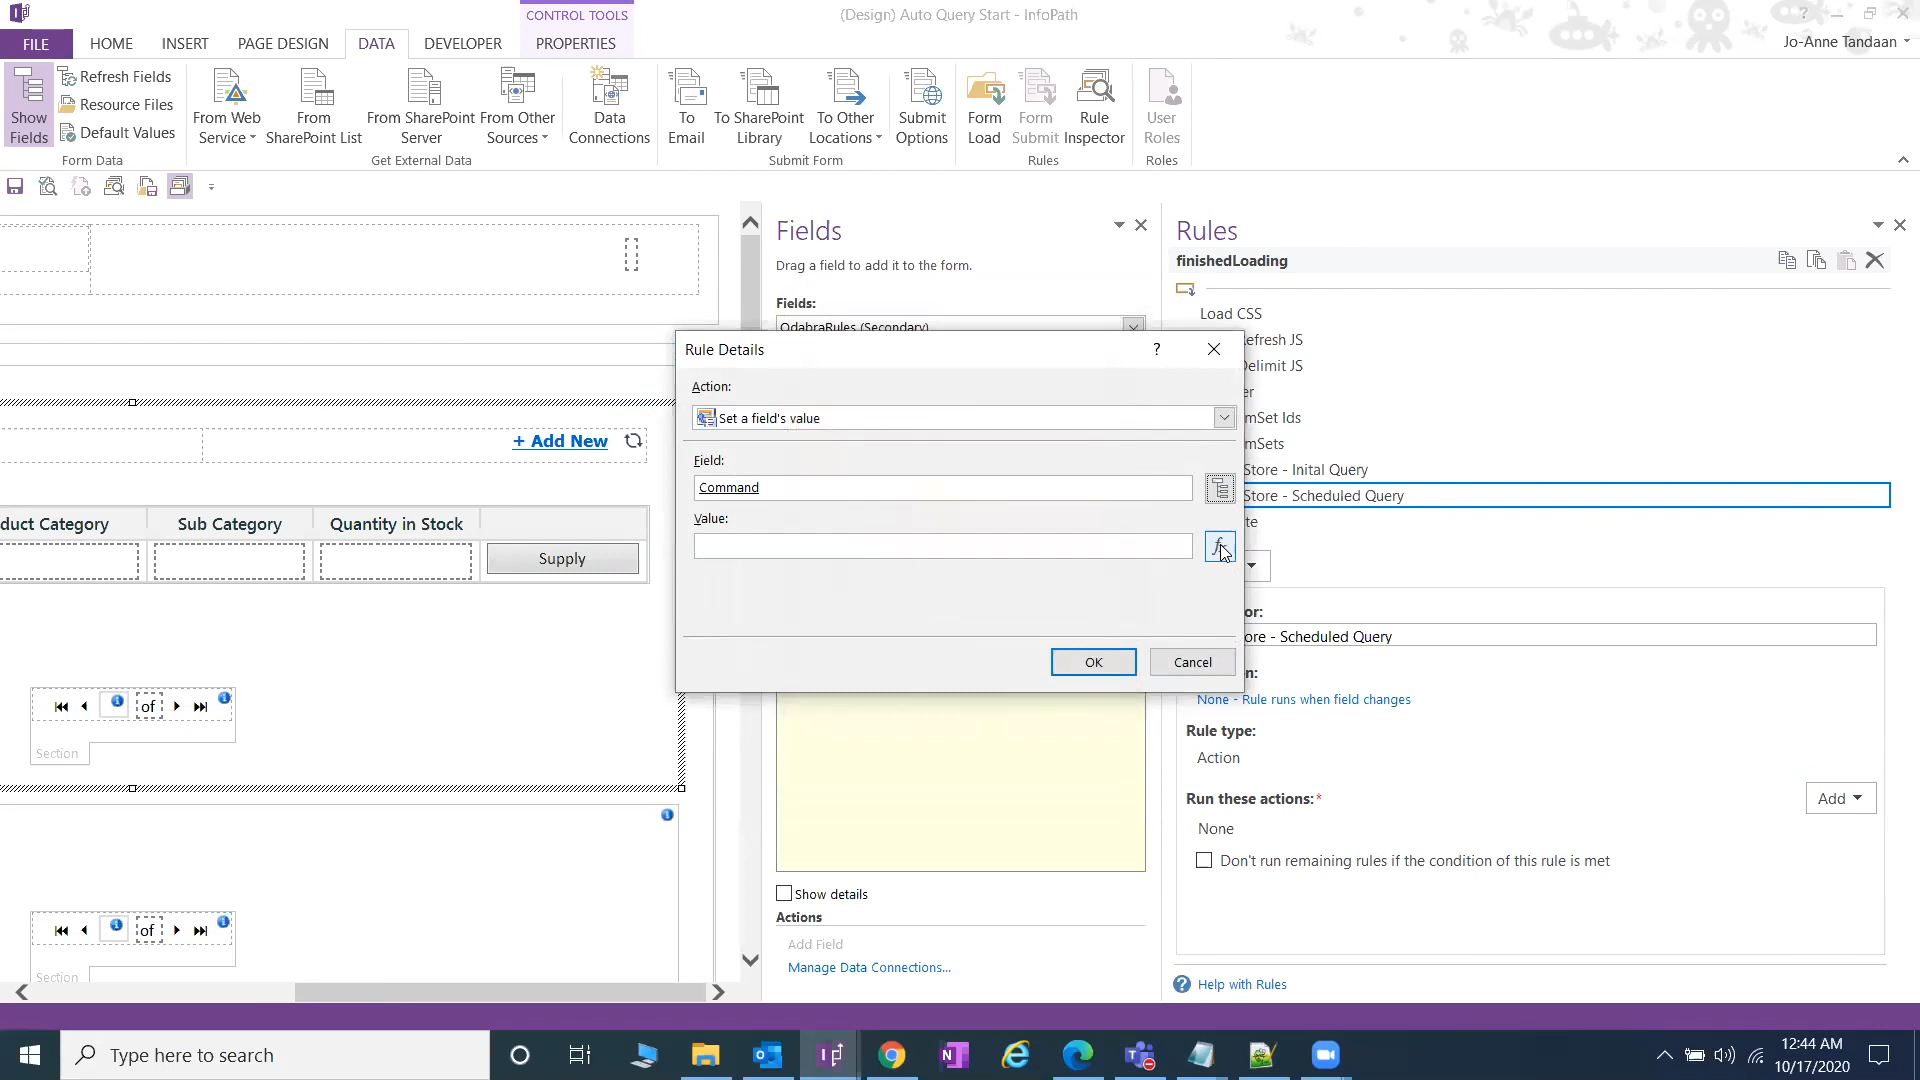 CONTROL TOOLS
(Design) Auto Query Start - InfoPath
?
FILE
HOME
INSERT
PAGE DESIGN
DATA
DEVELOPER
PROPERTIES
Jo-Anne Tandaan
Show
Fields
Refresh Fields
Resource Files
Default Values
Form Data
From Web
Service
From
SharePoint List
From SharePoint
Server
From Other
Sources
Data
Connections
Get External Data
To
Email
To SharePoint
Library
To Other
Locations
Submit
Options
Submit Form
Form
Load
Form
Submit
Rule
Inspector
Rules
User
Roles
Roles
+ Add New
duct Category
Sub Category
Quantity in Stock
Supply
of
Section
of
Section
Fields
Drag a field to add it to the form.
Fields:
QdabraRules (Secondary)
Show details
Actions
Add Field
Manage Data Connections...
Rule Details
?
Action:
Set a field's value
Field:
Command
Value:
OK
Cancel
Rules
finishedLoading
Load CSS
efresh JS
Delimit JS
er
mSet Ids
mSets
Store - Inital Query
Store - Scheduled Query
te
or:
ore - Scheduled Query
n:
None - Rule runs when field changes
Rule type:
Action
Run these actions:*
Add
None
Don't run remaining rules if the condition of this rule is met
Help with Rules
Type here to search
12:44 AM
10/17/2020